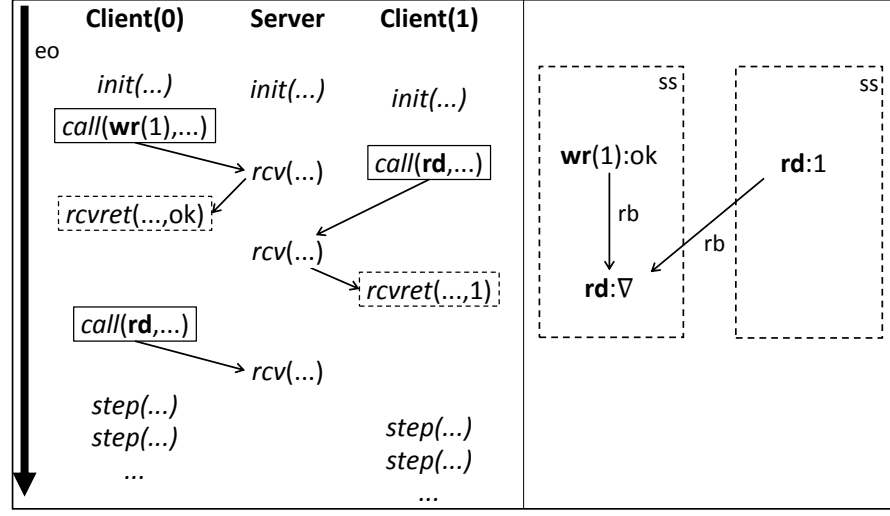 Client(0) Server Client(1)
eo
init(...) init(...) init(...)
call(wr(1),...)
rcv(...) call(rd,...)
rcvret(...,ok)
rcv(...)
rcvret(...,1)
call(rd,...)
rcv(...)
step(...)
step(...) step(...)
... step(...)
...
ss ss
wr(1):ok rd:1
rb
rb
rd:∇